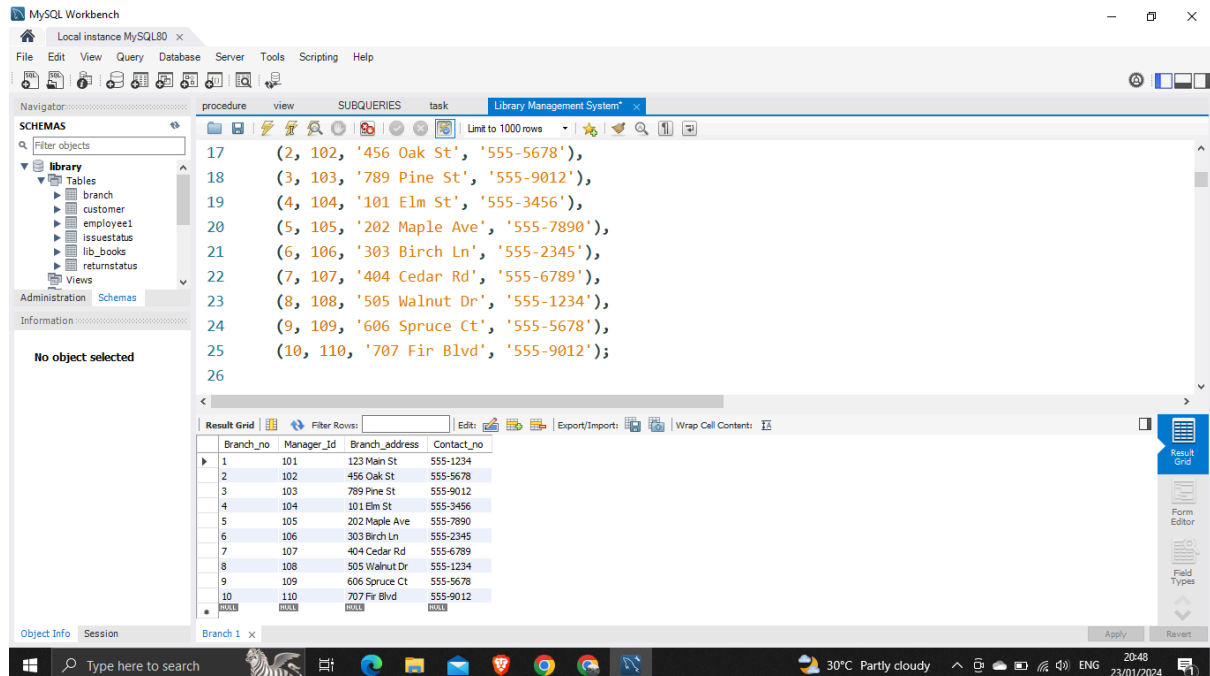 MySQL Workbench
Local instance MySQL80
File Edit View Query Database Server Tools Scripting Help
Navigator procedure view SUBQUERIES task Library Management System*
SCHEMAS
Filter objects
Limit to 1000 rows
library
Tables
branch
customer
employee1
issuestatus
lib_books
returnstatus
Views
Administration Schemas
Information
No object selected
17 (2, 102, '456 Oak St', '555-5678'),
18 (3, 103, '789 Pine St', '555-9012'),
19 (4, 104, '101 Elm St', '555-3456'),
20 (5, 105, '202 Maple Ave', '555-7890'),
21 (6, 106, '303 Birch Ln', '555-2345'),
22 (7, 107, '404 Cedar Rd', '555-6789'),
23 (8, 108, '505 Walnut Dr', '555-1234'),
24 (9, 109, '606 Spruce Ct', '555-5678'),
25 (10, 110, '707 Fir Blvd', '555-9012');
26
Result Grid Filter Rows: Edit: Export/Import: Wrap Cell Content:
Branch_no Manager_Id Branch_address Contact_no
1 101 123 Main St 555-1234
2 102 456 Oak St 555-5678
3 103 789 Pine St 555-9012
4 104 101 Elm St 555-3456
5 105 202 Maple Ave 555-7890
6 106 303 Birch Ln 555-2345
7 107 404 Cedar Rd 555-6789
8 108 505 Walnut Dr 555-1234
9 109 606 Spruce Ct 555-5678
10 110 707 Fir Blvd 555-9012
NULL NULL NULL NULL
Result
Grid
Form
Editor
Field
Types
Object Info Session
Branch 1
Apply Revert
Type here to search
30°C Partly cloudy
ENG
20:48
23/01/2024